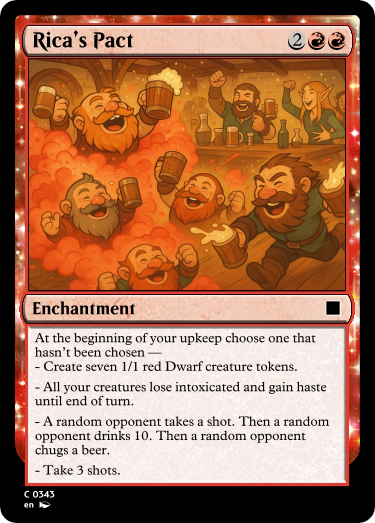 Rica's Pact 2
Enchantment
At the beginning of your upkeep choose one that
hasn't been chosen —
- Create seven 1/1 red Dwarf creature tokens.
- All your creatures lose intoxicated and gain haste
until end of turn.
- A random opponent takes a shot. Then a random
opponent drinks 10. Then a random opponent
chugs a beer.
- Take 3 shots.
C 0343
en